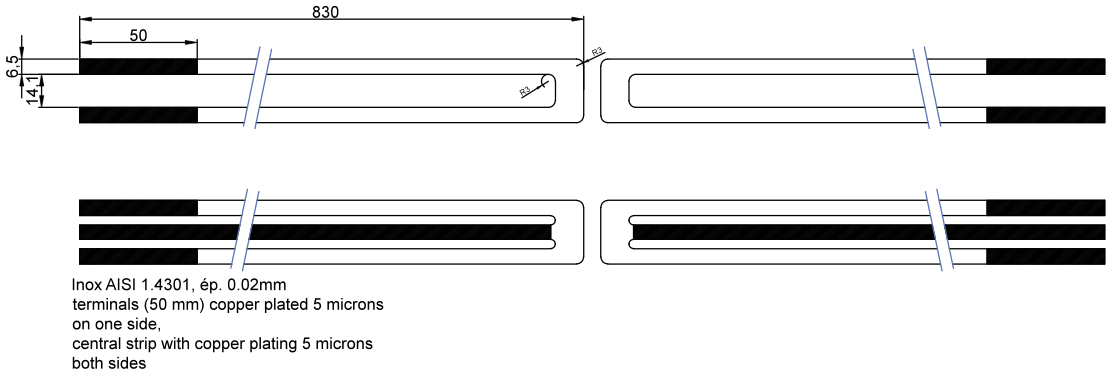 830
50
6,5
14,1
R3
R3
Inox AISI 1.4301, ép. 0.02mm
terminals (50 mm) copper plated 5 microns
on one side,
central strip with copper plating 5 microns
both sides